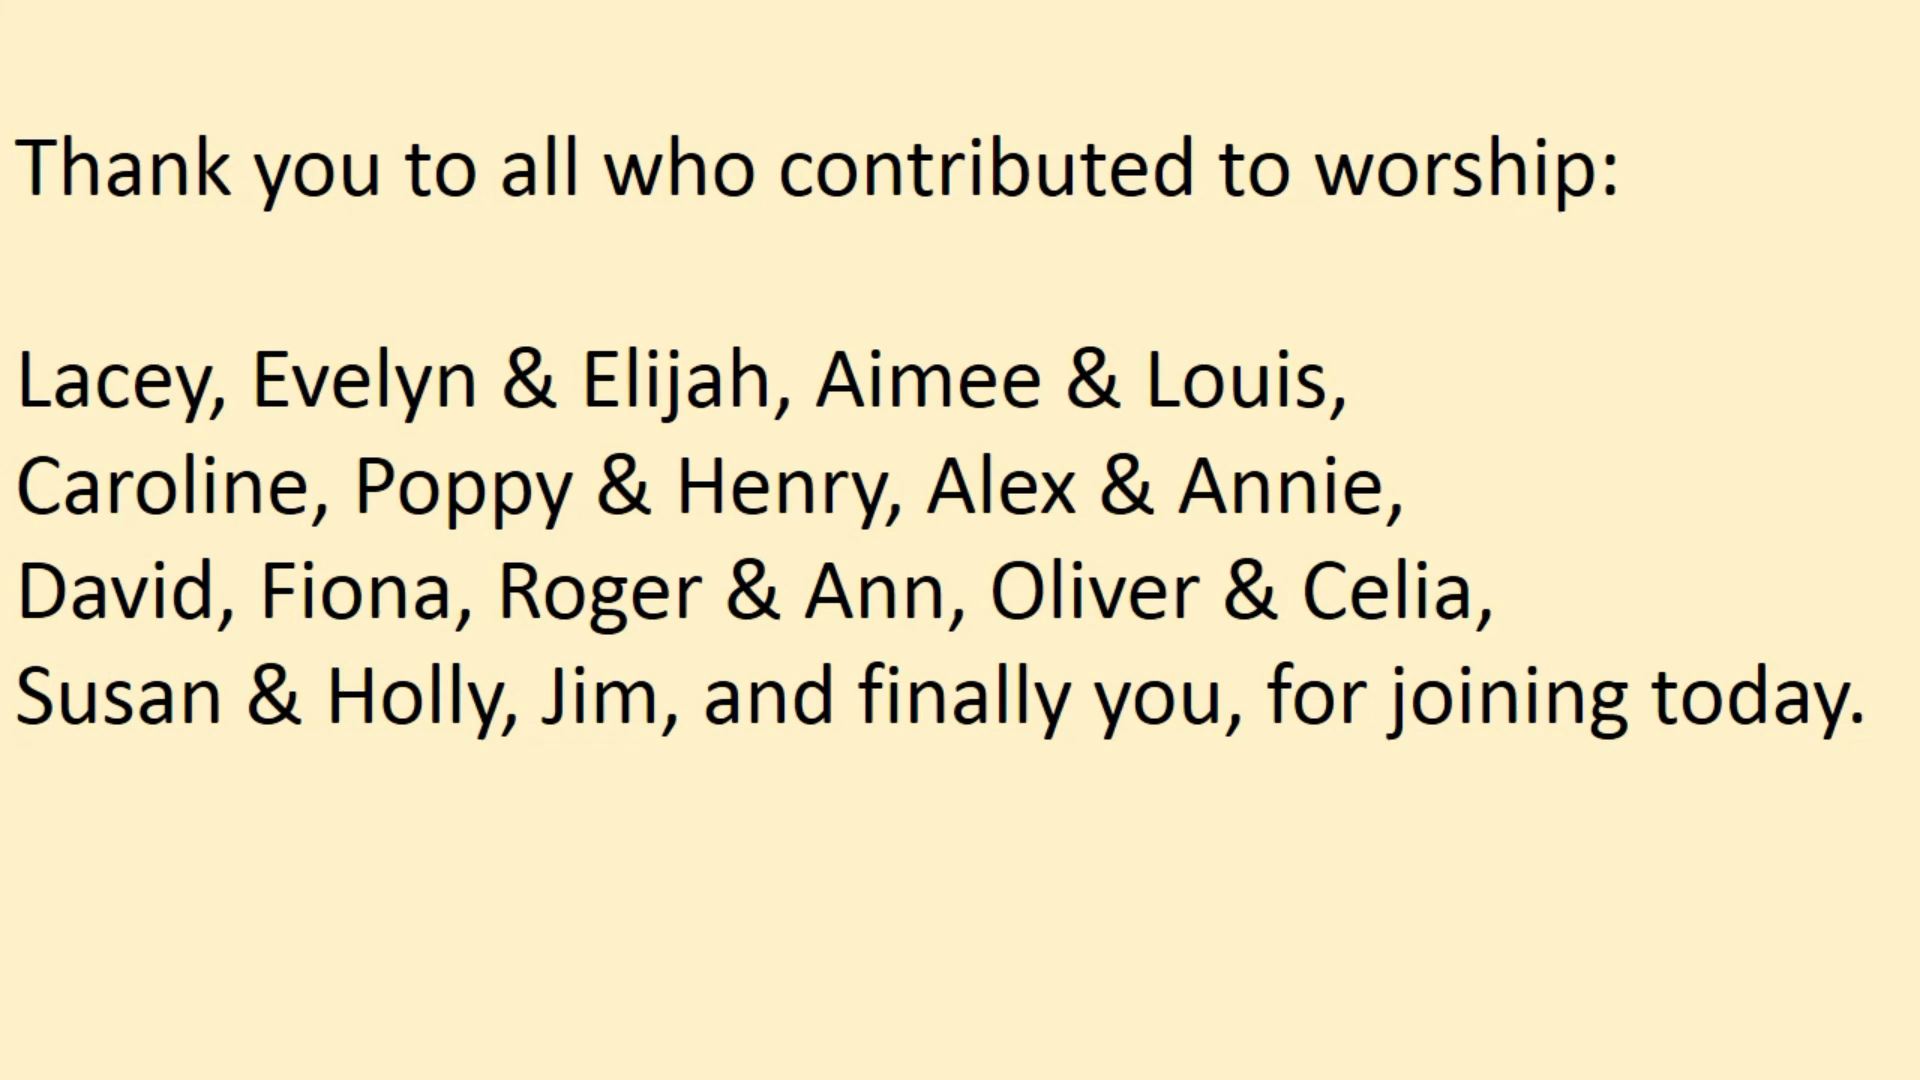 Thank you to all who contributed to worship:
Lacey, Evelyn & Elijah, Aimee & Louis,
Caroline, Poppy & Henry, Alex & Annie,
David, Fiona, Roger & Ann, Oliver & Celia,
Susan & Holly, Jim, and finally you, for joining today.